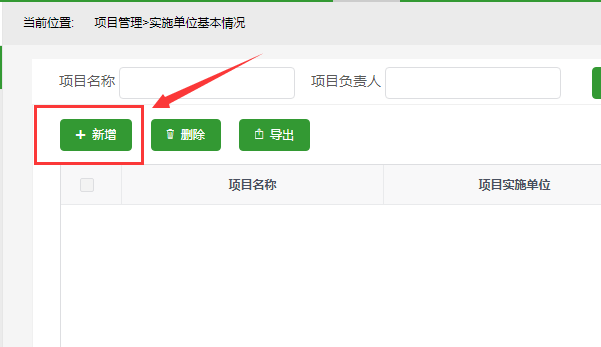 当前位置: 项目管理>实施单位基本情况
项目名称 项目负责人
新增 删除 导出
项目名称 项目实施单位